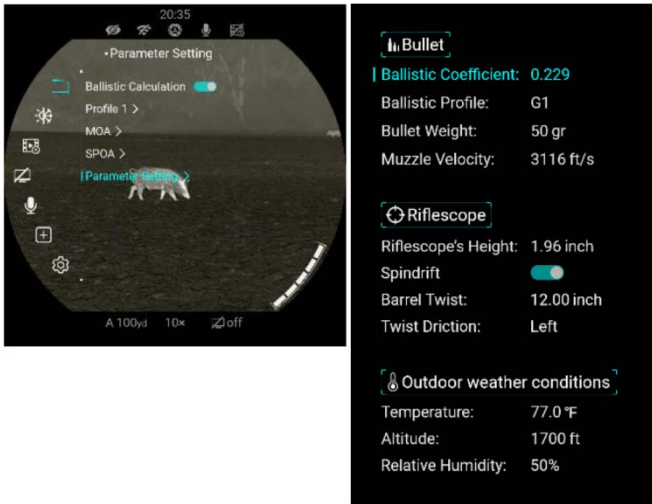 20:35
•Parameter Setting
Ballistic Calculation
Profile 1 >
MOA >
SPOA >
Parameter Setting >
A 100yd 10× off
Bullet
Ballistic Coefficient: 0.229
Ballistic Profile: G1
Bullet Weight: 50 gr
Muzzle Velocity: 3116 ft/s
Riflescope
Riflescope's Height: 1.96 inch
Spindrift
Barrel Twist: 12.00 inch
Twist Driction: Left
Outdoor weather conditions
Temperature: 77.0 °F
Altitude: 1700 ft
Relative Humidity: 50%